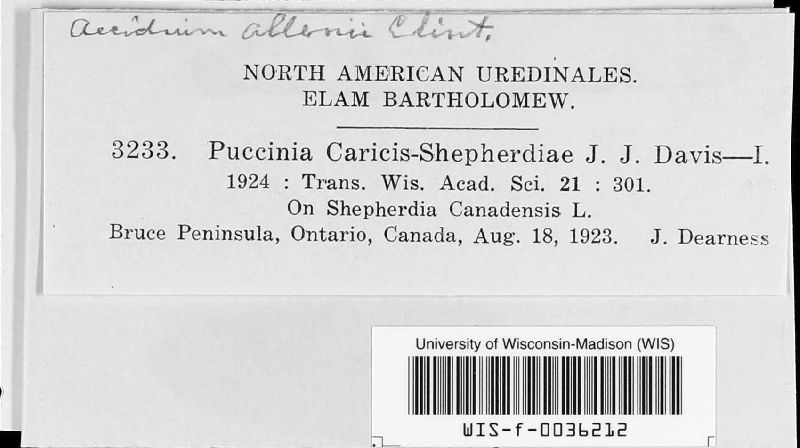 Aecidium allenii Clint.
NORTH AMERICAN UREDINALES.
ELAM BARTHOLOMEW.
3233. Puccinia Caricis-Shepherdiae J. J. Davis—I.
1924 : Trans. Wis. Acad. Sci. 21 : 301.
On Shepherdia Canadensis L.
Bruce Peninsula, Ontario, Canada, Aug. 18, 1923. J. Dearness
University of Wisconsin-Madison (WIS)
WIS-f-0036212